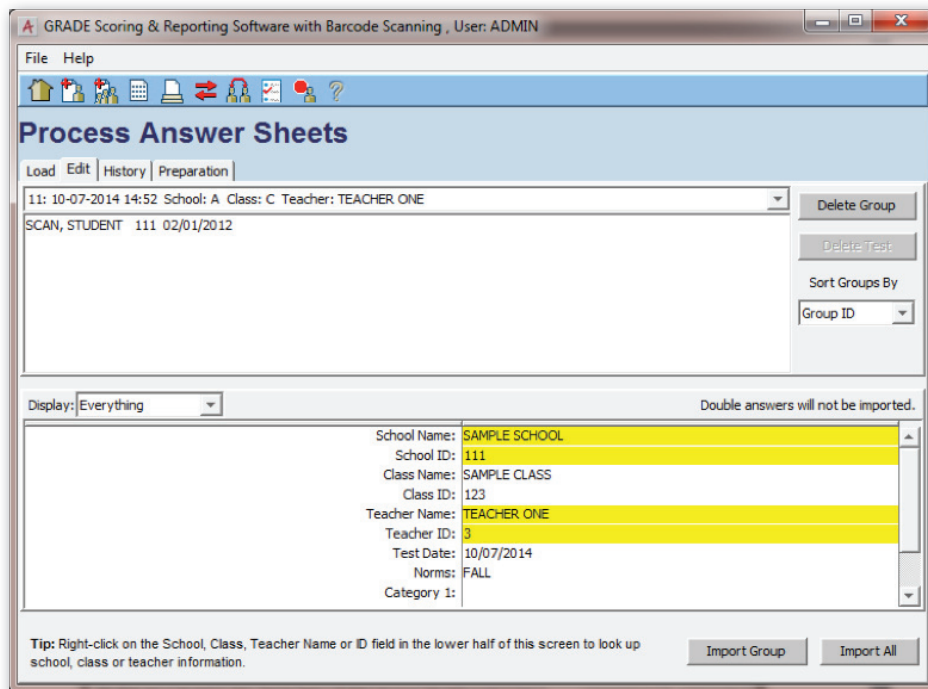 GRADE Scoring & Reporting Software with Barcode Scanning , User: ADMIN
File Help
Process Answer Sheets
Load Edit History Preparation
11: 10-07-2014 14:52 School: A Class: C Teacher: TEACHER ONE
Delete Group
SCAN, STUDENT 111 02/01/2012
Delete Test
Sort Groups By
Group ID
Display: Everything
Double answers will not be imported.
School Name: SAMPLE SCHOOL
School ID: 111
Class Name: SAMPLE CLASS
Class ID: 123
Teacher Name: TEACHER ONE
Teacher ID: 3
Test Date: 10/07/2014
Norms: FALL
Category 1:
Tip: Right-click on the School, Class, Teacher Name or ID field in the lower half of this screen to look up
school, class or teacher information.
Import Group
Import All